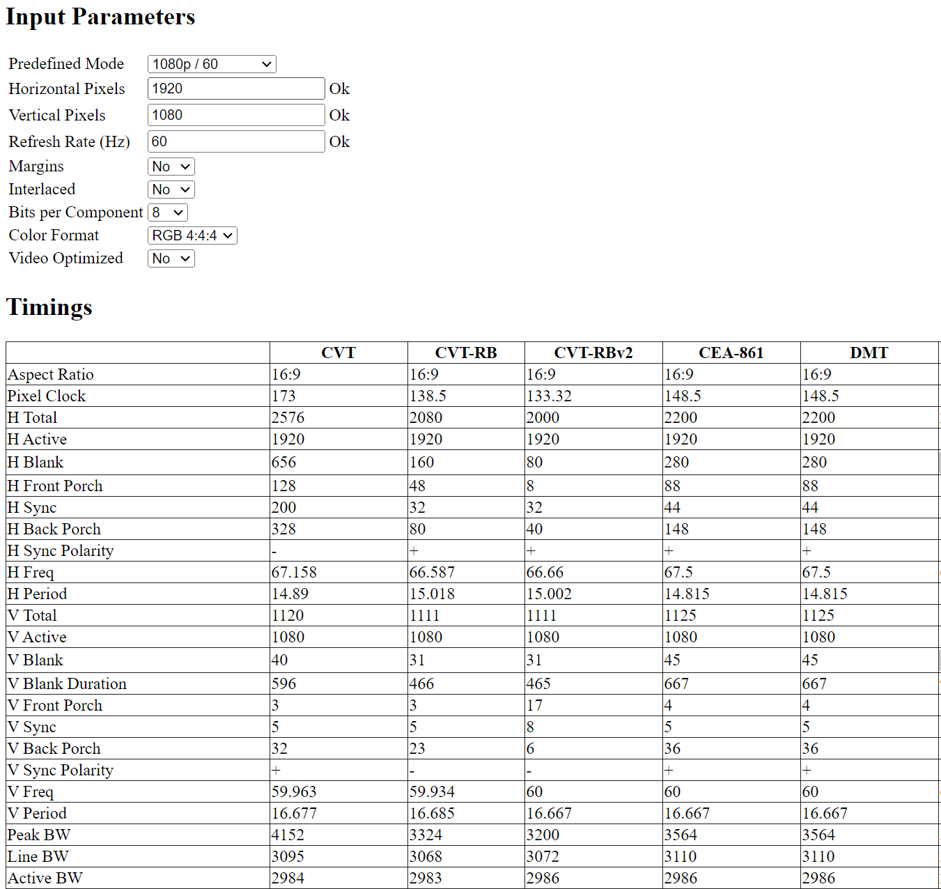 Input Parameters
Predefined Mode 1080p / 60
Horizontal Pixels 1920 Ok
Vertical Pixels 1080 Ok
Refresh Rate (Hz) 60 Ok
Margins No
Interlaced No
Bits per Component 8
Color Format RGB 4:4:4
Video Optimized No
Timings
CVT CVT-RB CVT-RBv2 CEA-861 DMT
Aspect Ratio 16:9 16:9 16:9 16:9 16:9
Pixel Clock 173 138.5 133.32 148.5 148.5
H Total 2576 2080 2000 2200 2200
H Active 1920 1920 1920 1920 1920
H Blank 656 160 80 280 280
H Front Porch 128 48 8 88 88
H Sync 200 32 32 44 44
H Back Porch 328 80 40 148 148
H Sync Polarity - + + + +
H Freq 67.158 66.587 66.66 67.5 67.5
H Period 14.89 15.018 15.002 14.815 14.815
V Total 1120 1111 1111 1125 1125
V Active 1080 1080 1080 1080 1080
V Blank 40 31 31 45 45
V Blank Duration 596 466 465 667 667
V Front Porch 3 3 17 4 4
V Sync 5 5 8 5 5
V Back Porch 32 23 6 36 36
V Sync Polarity + - - + +
V Freq 59.963 59.934 60 60 60
V Period 16.677 16.685 16.667 16.667 16.667
Peak BW 4152 3324 3200 3564 3564
Line BW 3095 3068 3072 3110 3110
Active BW 2984 2983 2986 2986 2986